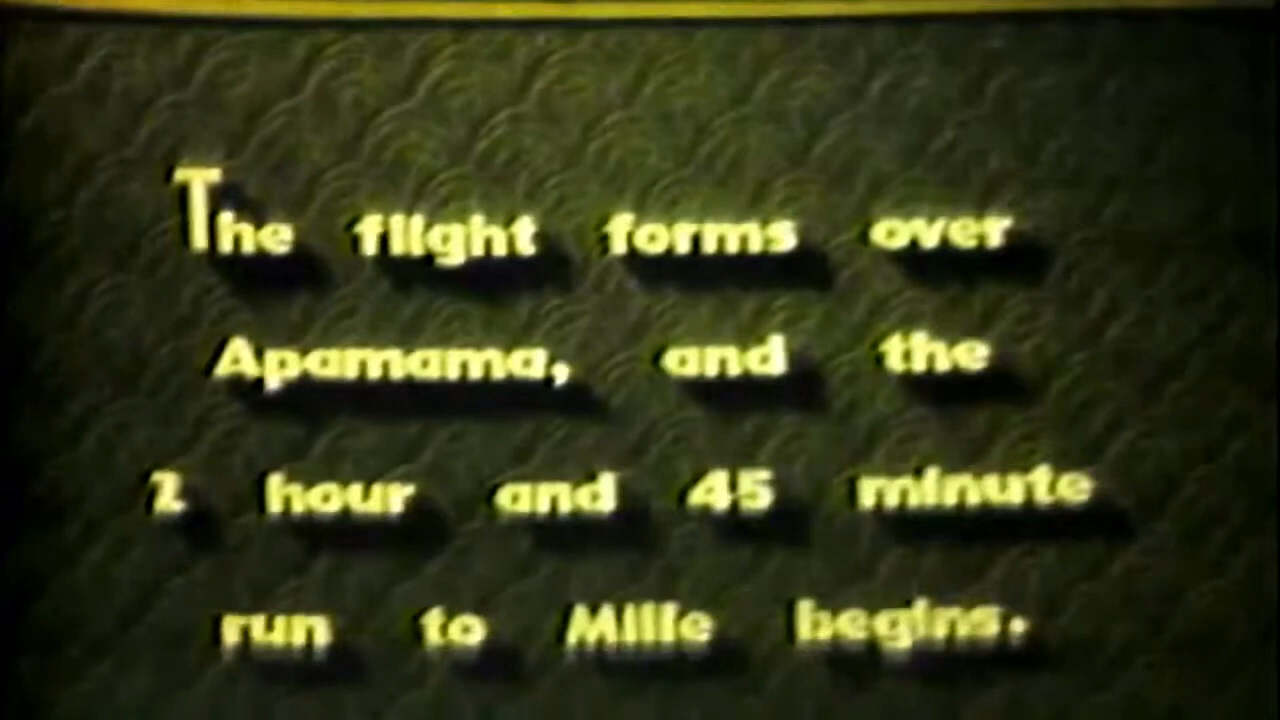 The flight forms over
Apamama, and the
2 hour and 45 minute
run to Mille begins.